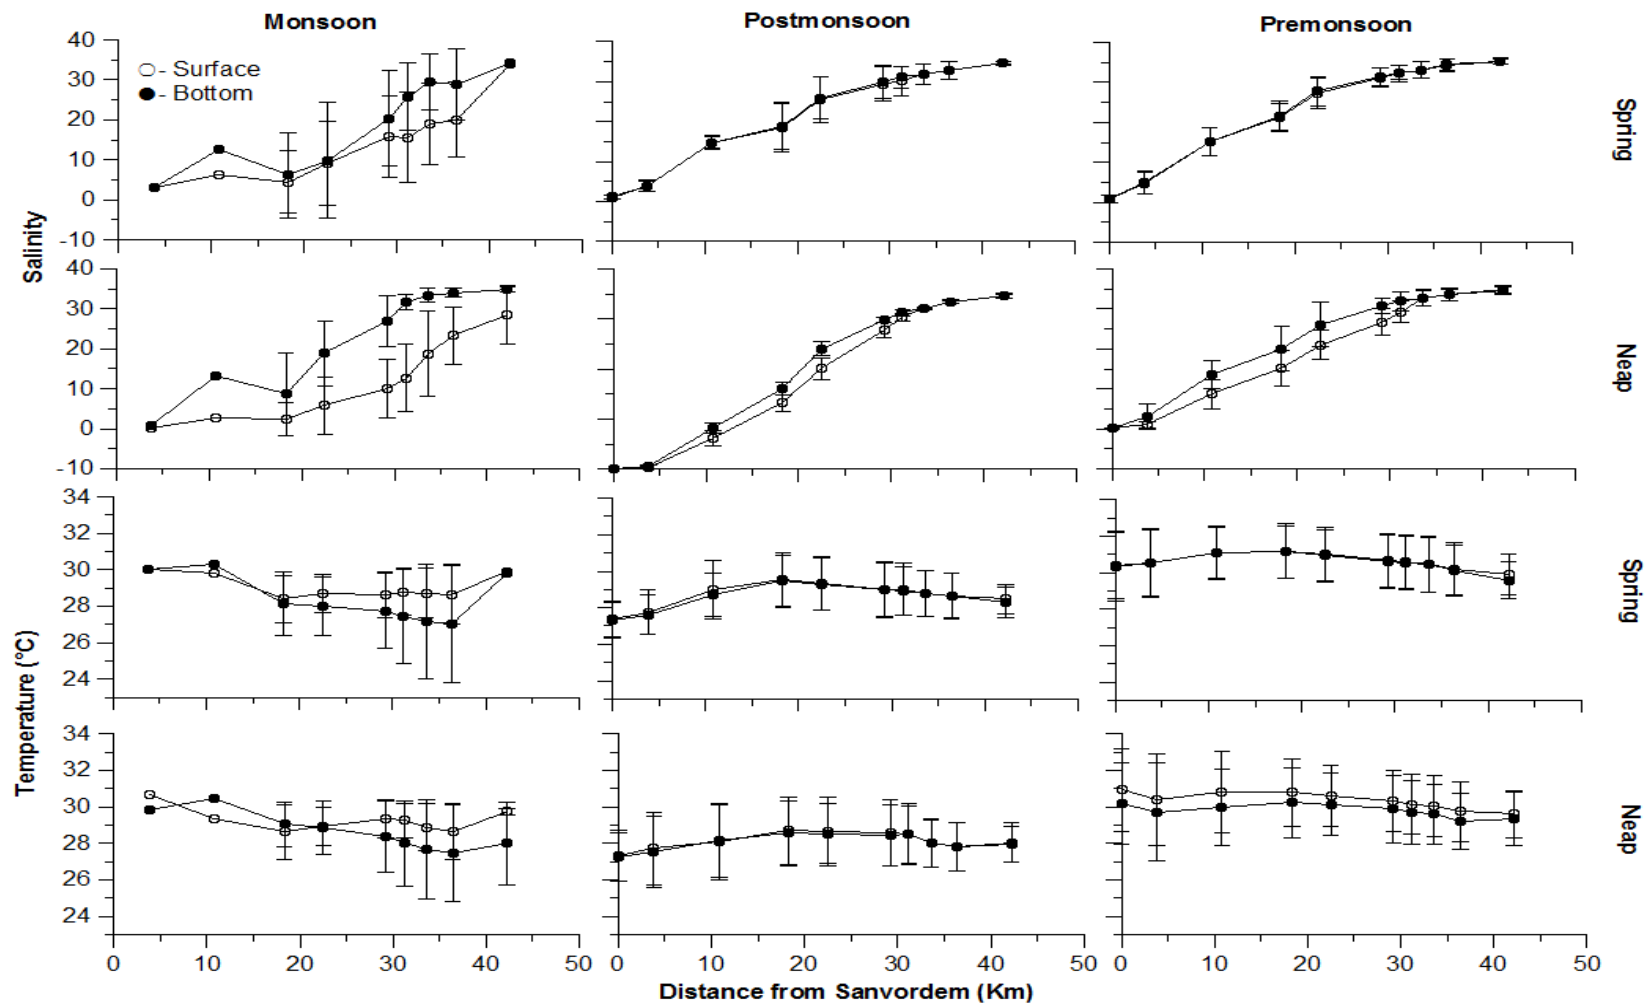 Monsoon Postmonsoon Premonsoon
40
30
20
10
0
-10
Surface
Bottom
Spring
Salinity
40
30
20
10
0
-10
Neap
34
32
30
28
26
24
Spring
Temperature (°C)
34
32
30
28
26
24
Neap
0 10 20 30 40 50 0 10 20 30 40 50 0 10 20 30 40 50
Distance from Sanvordem (Km)